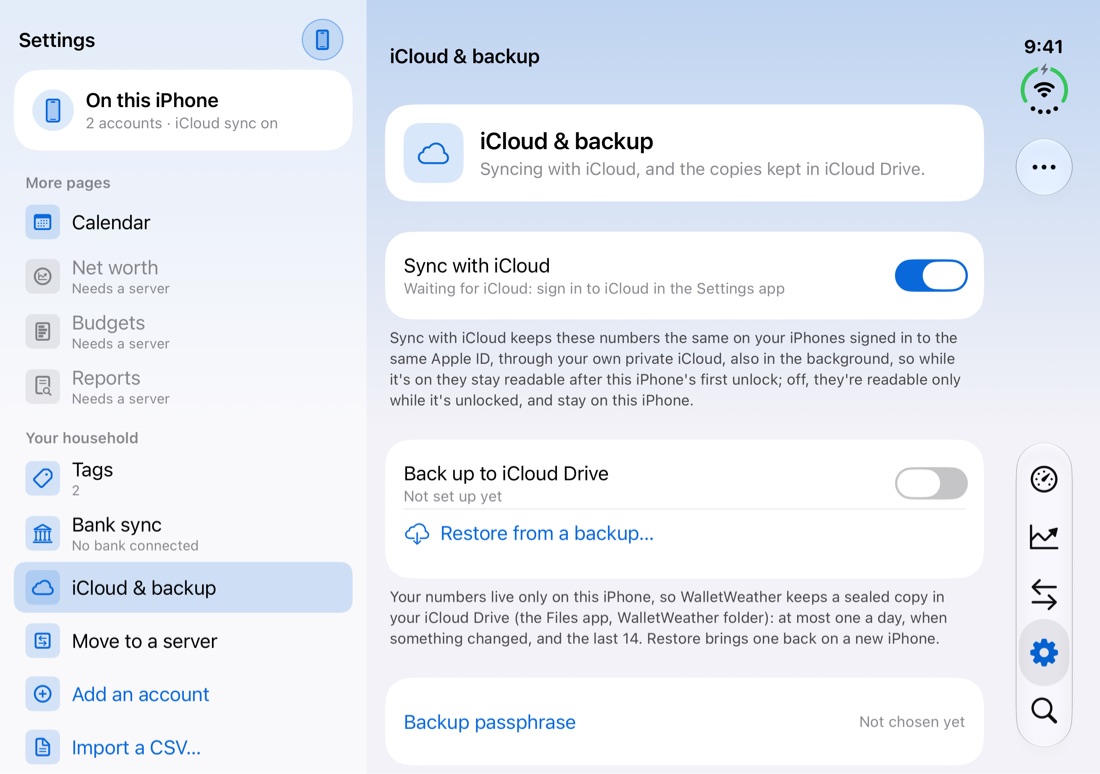 Settings
On this iPhone
2 accounts · iCloud sync on
More pages
Calendar
Net worth
Needs a server
Budgets
Needs a server
Reports
Needs a server
Your household
Tags
2
Bank sync
No bank connected
iCloud & backup
Move to a server
Add an account
Import a CSV...
iCloud & backup
iCloud & backup
Syncing with iCloud, and the copies kept in iCloud Drive.
Sync with iCloud
Waiting for iCloud: sign in to iCloud in the Settings app
Sync with iCloud keeps these numbers the same on your iPhones signed in to the
same Apple ID, through your own private iCloud, also in the background, so while
it's on they stay readable after this iPhone's first unlock; off, they're readable only
while it's unlocked, and stay on this iPhone.
Back up to iCloud Drive
Not set up yet
Restore from a backup...
Your numbers live only on this iPhone, so WalletWeather keeps a sealed copy in
your iCloud Drive (the Files app, WalletWeather folder): at most one a day, when
something changed, and the last 14. Restore brings one back on a new iPhone.
Backup passphrase
Not chosen yet
9:41